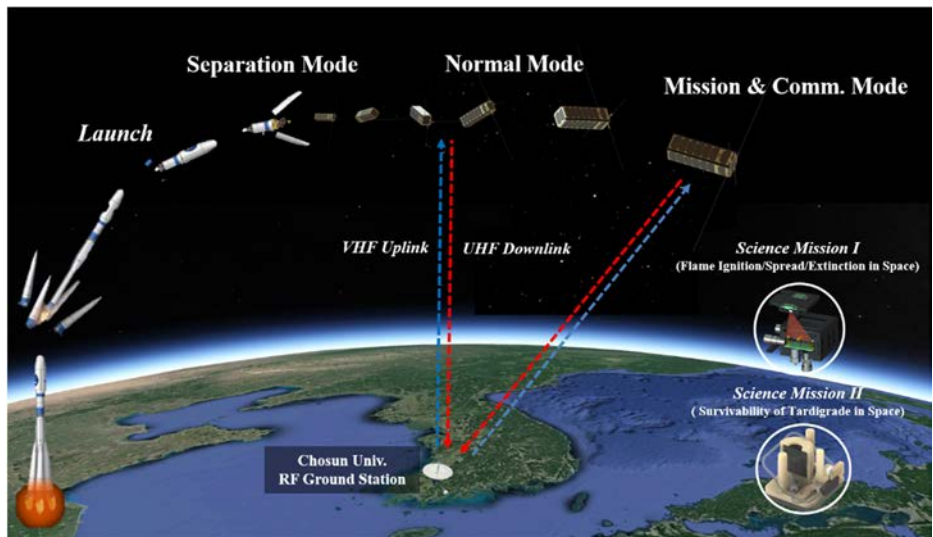 Separation Mode
Normal Mode
Mission & Comm. Mode
Launch
VHF Uplink
UHF Downlink
Science Mission I
(Flame Ignition/Spread/Extinction in Space)
Science Mission II
( Survivability of Tardigrade in Space)
Chosun Univ.
RF Ground Station